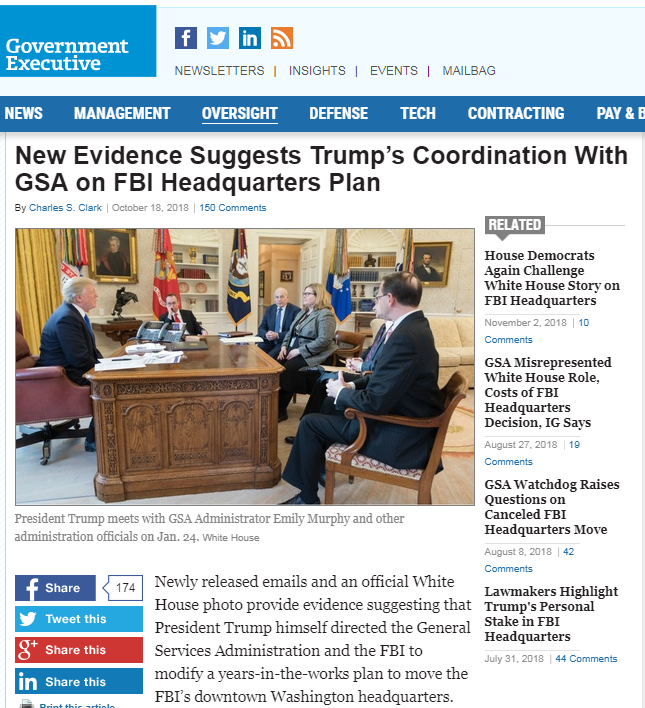 Government
Executive
NEWSLETTERS | INSIGHTS | EVENTS | MAILBAG
NEWS MANAGEMENT OVERSIGHT DEFENSE TECH CONTRACTING PAY & B
New Evidence Suggests Trump’s Coordination With
GSA on FBI Headquarters Plan
By Charles S. Clark | October 18, 2018 | 150 Comments
President Trump meets with GSA Administrator Emily Murphy and other
administration officials on Jan. 24. White House
f Share 174
Tweet this
g+ Share this
in Share this
Print this article
Newly released emails and an official White
House photo provide evidence suggesting that
President Trump himself directed the General
Services Administration and the FBI to
modify a years-in-the-works plan to move the
FBI’s downtown Washington headquarters.
RELATED
House Democrats
Again Challenge
White House Story on
FBI Headquarters
November 2, 2018 | 10
Comments
GSA Misrepresented
White House Role,
Costs of FBI
Headquarters
Decision, IG Says
August 27, 2018 | 19
Comments
GSA Watchdog Raises
Questions on
Canceled FBI
Headquarters Move
August 8, 2018 | 42
Comments
Lawmakers Highlight
Trump's Personal
Stake in FBI
Headquarters
July 31, 2018 | 44 Comments